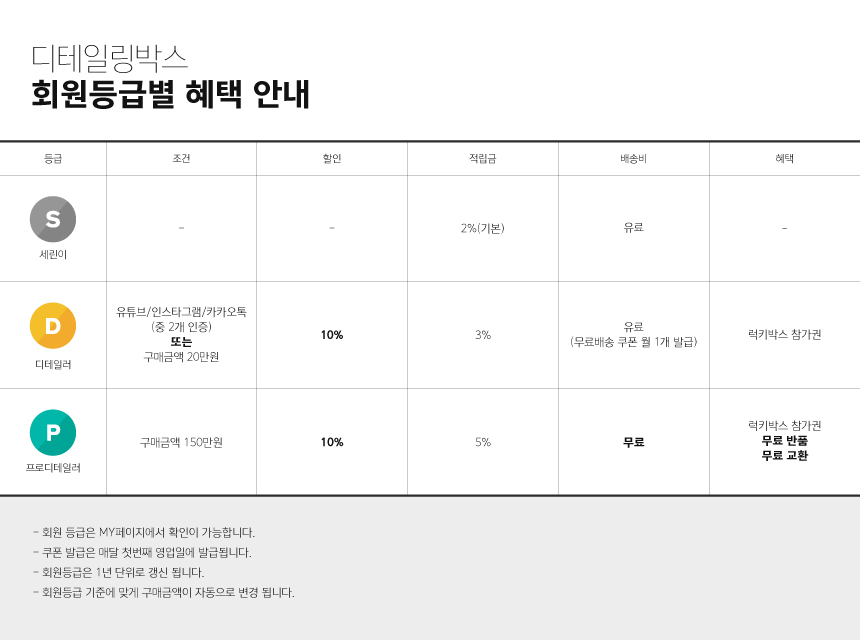 디테일링박스
회원등급별 혜택 안내
등급 조건 할인 적립금 배송비 혜택
S
세린이
– – 2%(기본) 유료 –
D
디테일러
유튜브/인스타그램/카카오톡
(중 2개 인증)
또는
구매금액 20만원
10%
3%
유료
(무료배송 쿠폰 월 1개 발급)
럭키박스 참가권
P
프로디테일러
구매금액 150만원
10%
5%
무료
럭키박스 참가권
무료 반품
무료 교환
– 회원 등급은 MY페이지에서 확인이 가능합니다.
– 쿠폰 발급은 매달 첫번째 영업일에 발급됩니다.
– 회원등급은 1년 단위로 갱신 됩니다.
– 회원등급 기준에 맞게 구매금액이 자동으로 변경 됩니다.